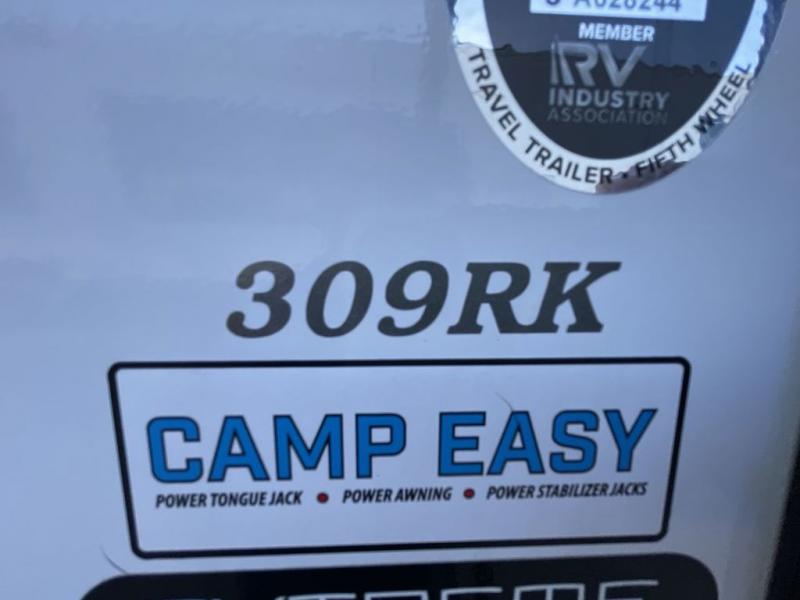 MEMBER
RV
INDUSTRY
ASSOCIATION
TRAVEL TRAILER · FIFTH WHEEL
309RK
CAMP EASY
POWER TONGUE JACK • POWER AWNING • POWER STABILIZER JACKS